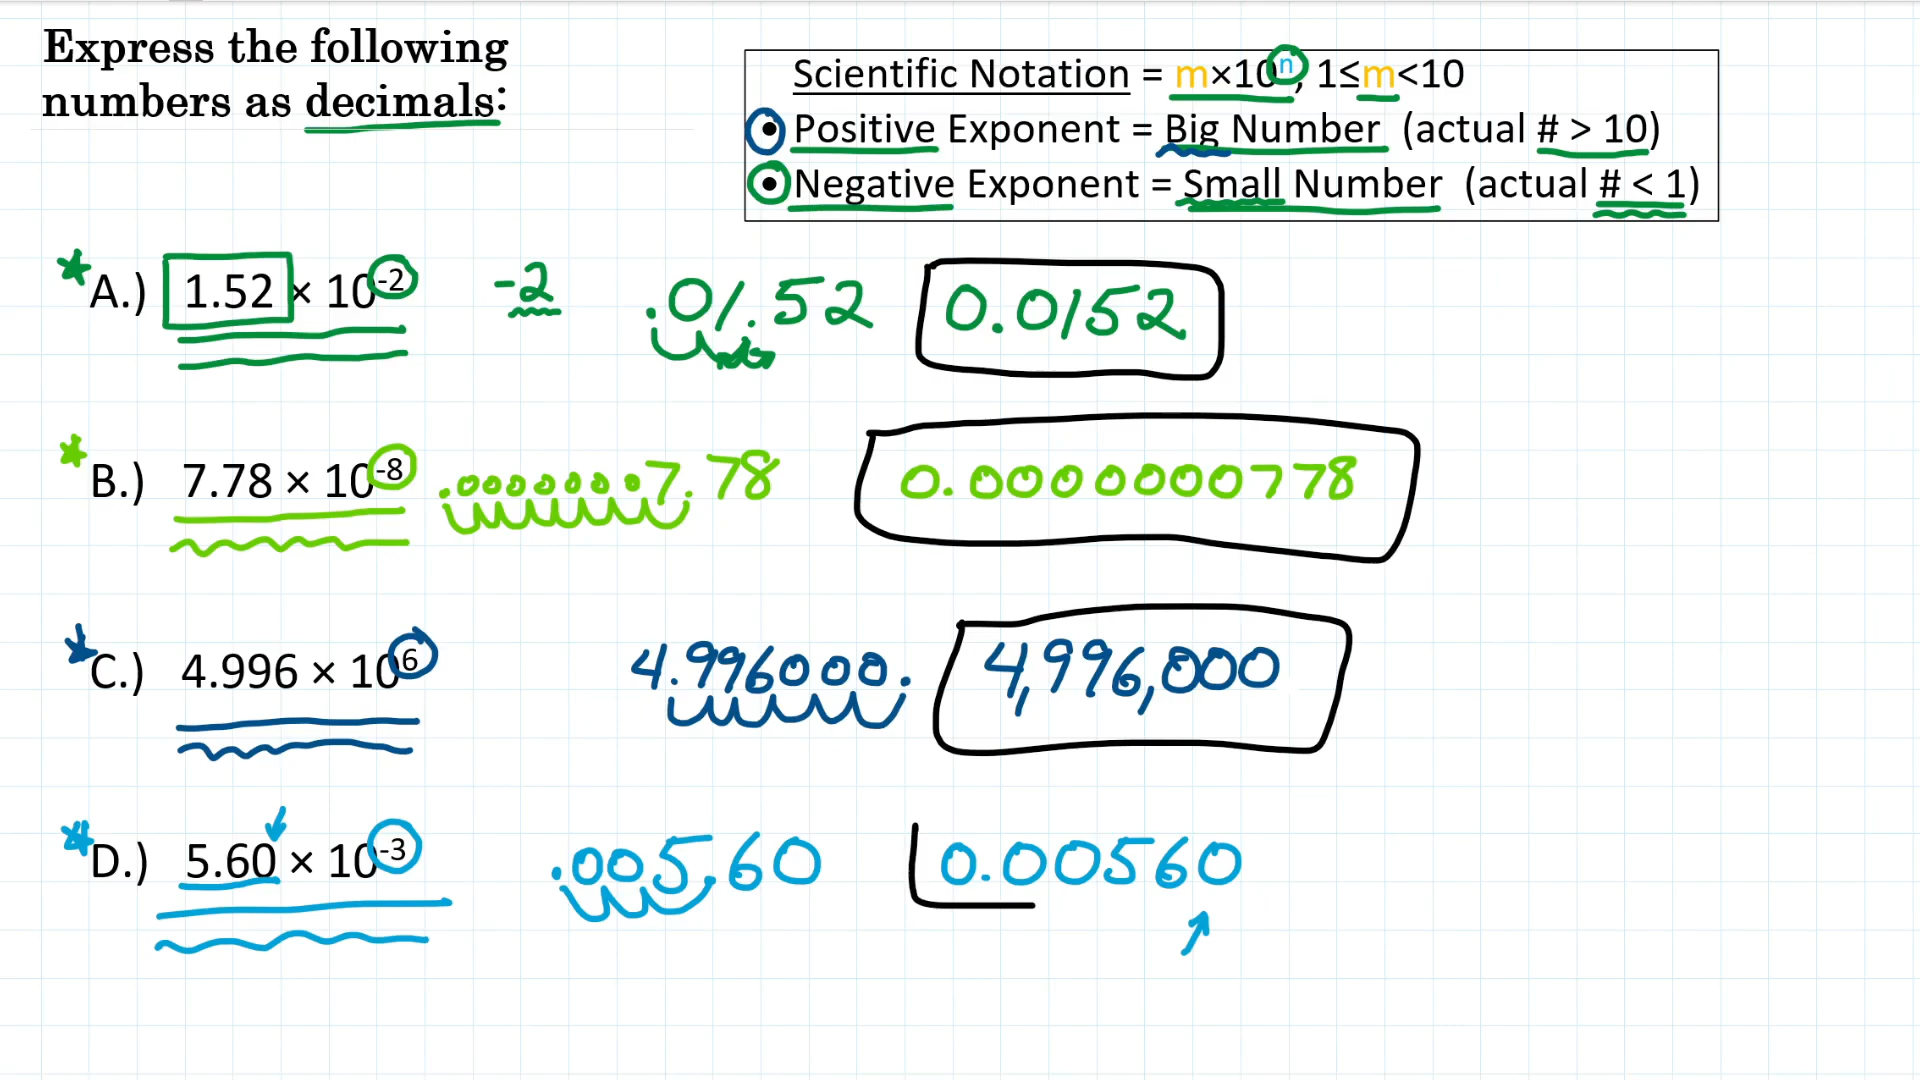 Express the following
numbers as decimals:
Scientific Notation = m×10ⁿ, 1≤m<10
• Positive Exponent = Big Number (actual # > 10)
• Negative Exponent = Small Number (actual # < 1)
A.) 1.52 × 10⁻² -2 .01.52 0.0152
B.) 7.78 × 10⁻⁸ .00000007.78 0.0000000778
C.) 4.996 × 10⁶ 4.996000. 4,996,000
D.) 5.60 × 10⁻³ .005.60 0.00560